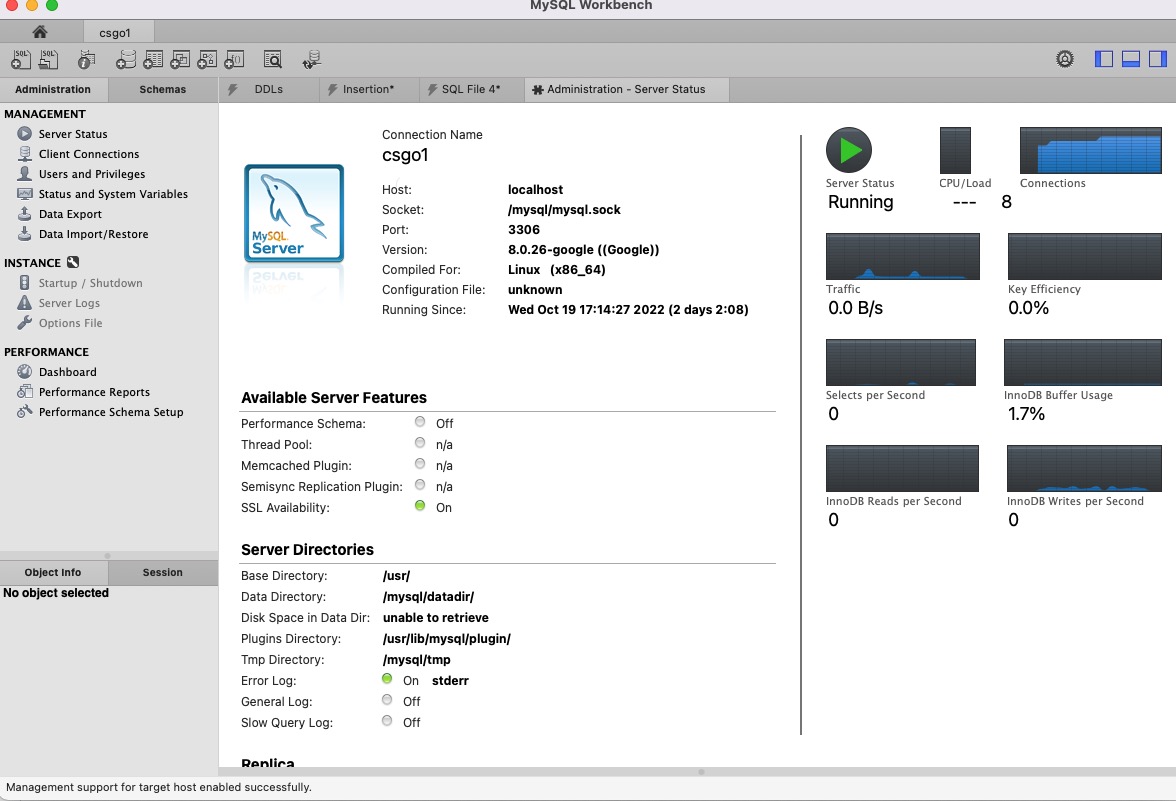 MySQL Workbench
csgo1
SQL
SQL
Administration
Schemas
DDLs
Insertion*
SQL File 4*
Administration - Server Status
MANAGEMENT
Server Status
Client Connections
Users and Privileges
Status and System Variables
Data Export
Data Import/Restore
INSTANCE
Startup / Shutdown
Server Logs
Options File
PERFORMANCE
Dashboard
Performance Reports
Performance Schema Setup
Object Info
Session
No object selected
MySQL
Server
Connection Name
csgo1
Host: localhost
Socket: /mysql/mysql.sock
Port: 3306
Version: 8.0.26-google ((Google))
Compiled For: Linux (x86_64)
Configuration File: unknown
Running Since: Wed Oct 19 17:14:27 2022 (2 days 2:08)
Available Server Features
Performance Schema: Off
Thread Pool: n/a
Memcached Plugin: n/a
Semisync Replication Plugin: n/a
SSL Availability: On
Server Directories
Base Directory: /usr/
Data Directory: /mysql/datadir/
Disk Space in Data Dir: unable to retrieve
Plugins Directory: /usr/lib/mysql/plugin/
Tmp Directory: /mysql/tmp
Error Log: On stderr
General Log: Off
Slow Query Log: Off
Replica
Server Status
Running
CPU/Load
---
Connections
8
Traffic
0.0 B/s
Key Efficiency
0.0%
Selects per Second
0
InnoDB Buffer Usage
1.7%
InnoDB Reads per Second
0
InnoDB Writes per Second
0
Management support for target host enabled successfully.